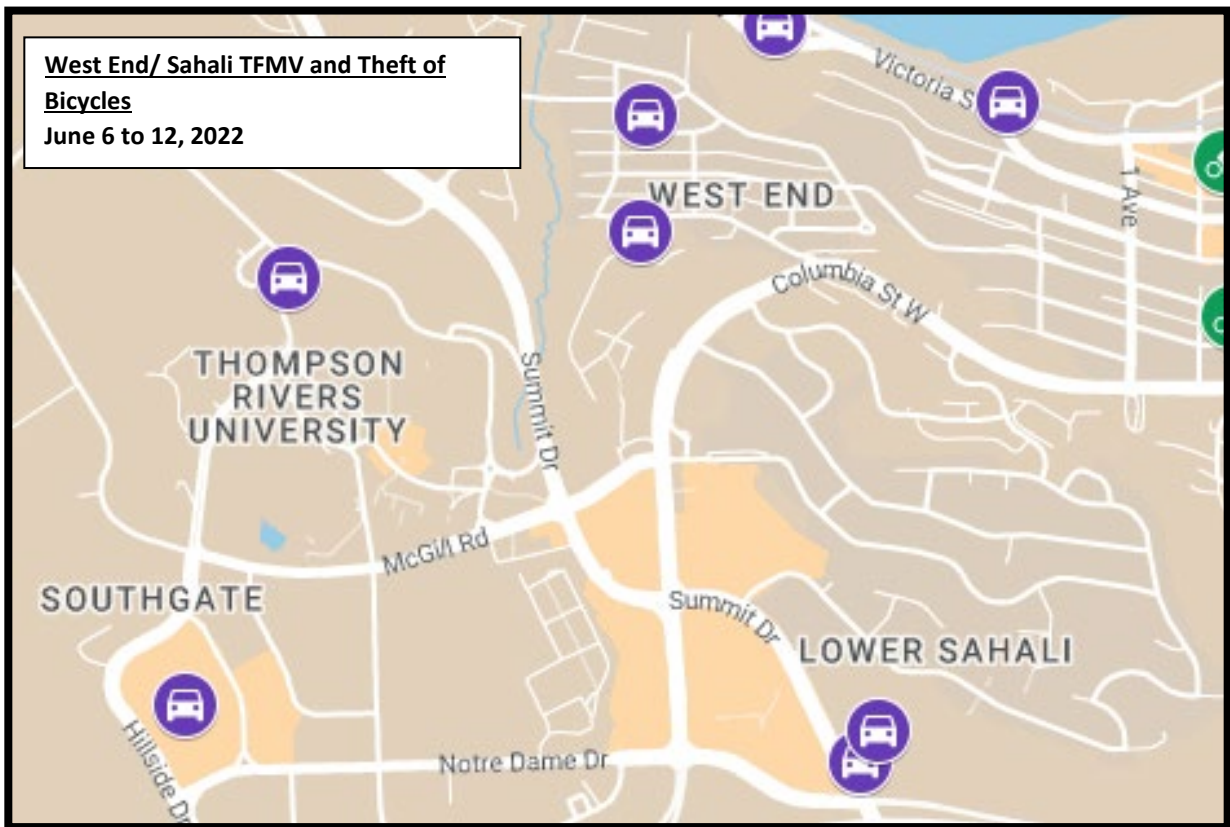 West End/ Sahali TFMV and Theft of
Bicycles
June 6 to 12, 2022
Victoria S
WEST END
1 Ave
Columbia St W
THOMPSON
RIVERS
UNIVERSITY
Summit Dr
McGill Rd
SOUTHGATE
Summit Dr
LOWER SAHALI
Hillside Dr
Notre Dame Dr